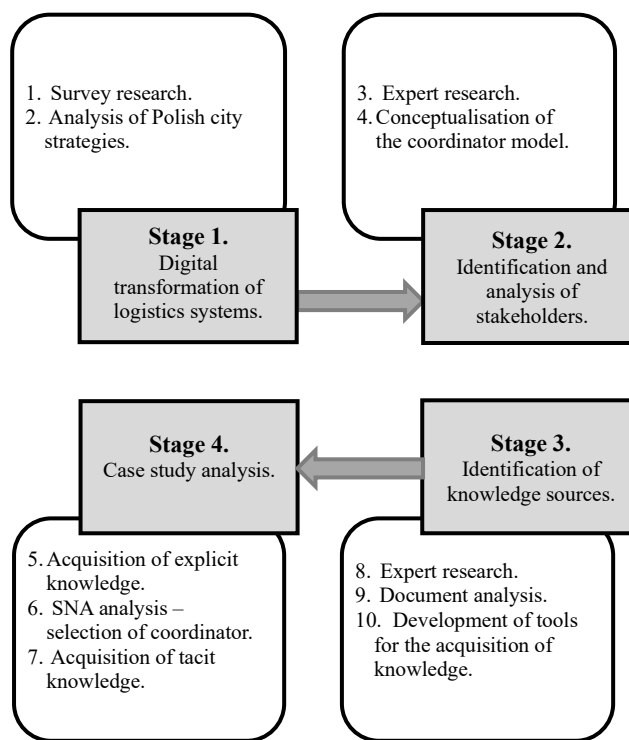 1. Survey research.
2. Analysis of Polish city
strategies.
Stage 1.
Digital
transformation of
logistics systems.
3. Expert research.
4. Conceptualisation of
the coordinator model.
Stage 2.
Identification and
analysis of
stakeholders.
Stage 4.
Case study analysis.
5. Acquisition of explicit
knowledge.
6. SNA analysis –
selection of coordinator.
7. Acquisition of tacit
knowledge.
Stage 3.
Identification of
knowledge sources.
8. Expert research.
9. Document analysis.
10. Development of tools
for the acquisition of
knowledge.